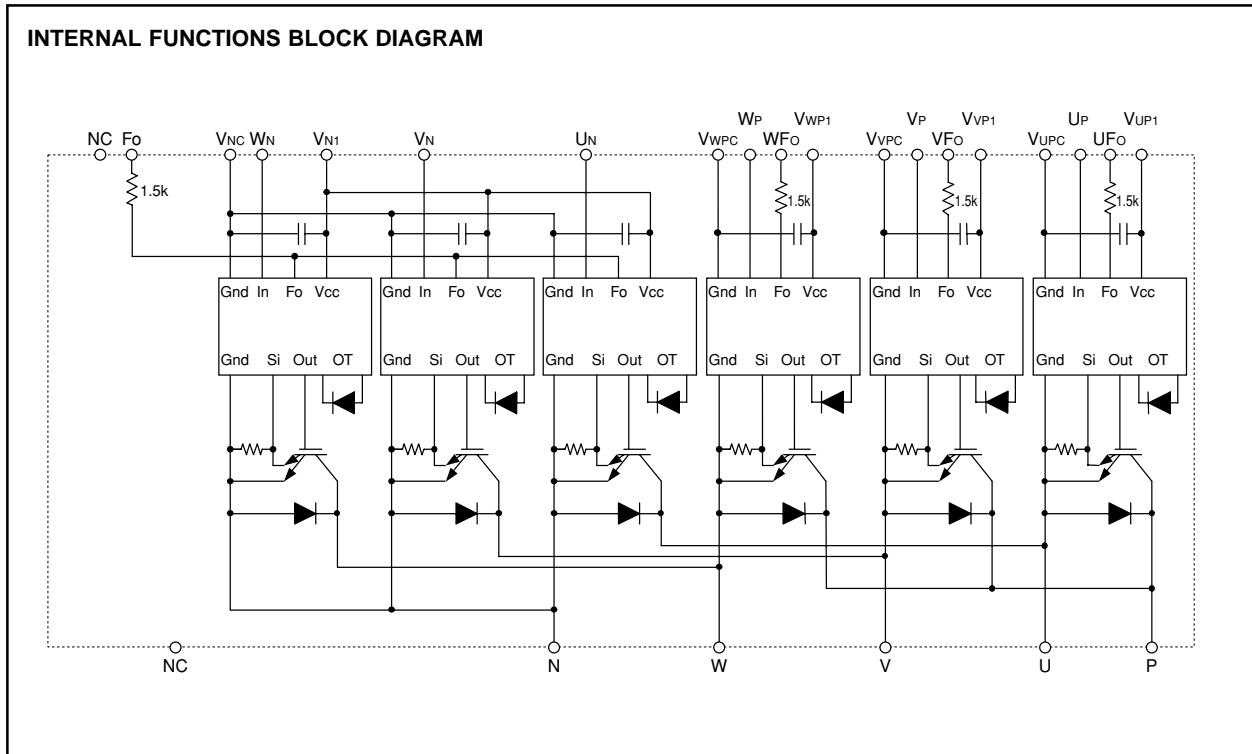 INTERNAL FUNCTIONS BLOCK DIAGRAM
WP VWP1 VP VVP1 UP VUP1
NC Fo VNC WN VN1 VN UN VWPC WFO VVPC VFO VUPC UFO
1.5k 1.5k 1.5k 1.5k
Gnd In Fo Vcc Gnd In Fo Vcc Gnd In Fo Vcc Gnd In Fo Vcc Gnd In Fo Vcc Gnd In Fo Vcc
Gnd Si Out OT Gnd Si Out OT Gnd Si Out OT Gnd Si Out OT Gnd Si Out OT Gnd Si Out OT
NC N W V U P